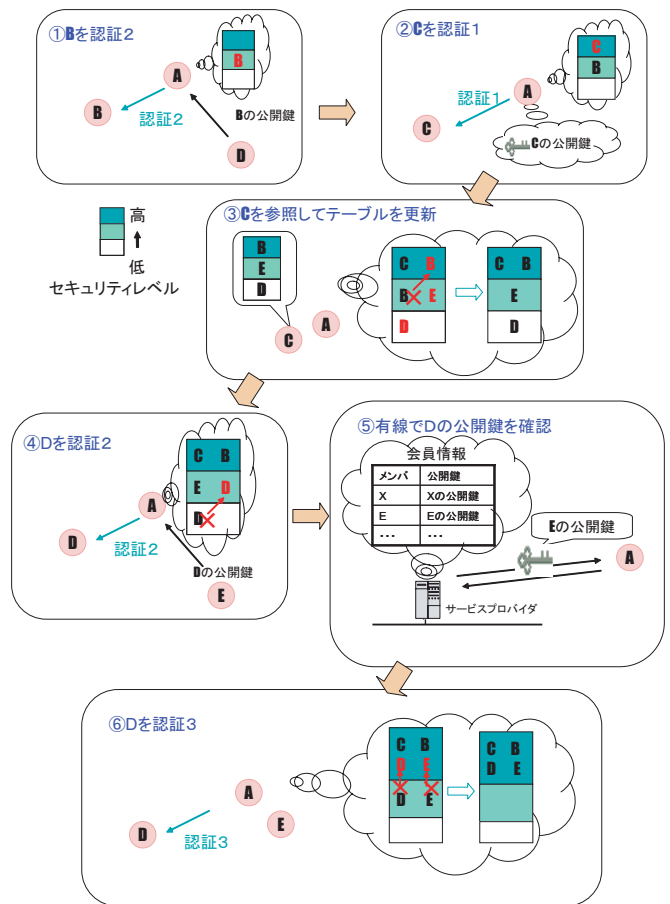 ①Bを認証2
A
B
B
認証2
Bの公開鍵
D
②Cを認証1
C
B
A
認証1
C
Cの公開鍵
高
低
セキュリティレベル
③Cを参照してテーブルを更新
B
E
D
C
A
C B
B E
D
C B
E
D
④Dを認証2
C B
E D
D
A
D
認証2
Dの公開鍵
E
⑤有線でDの公開鍵を確認
会員情報
メンバ 公開鍵
X Xの公開鍵
E Eの公開鍵
... ...
Eの公開鍵
A
サービスプロバイダ
⑥Dを認証3
C B
D E
D E
C B
D E
A
E
D
認証3